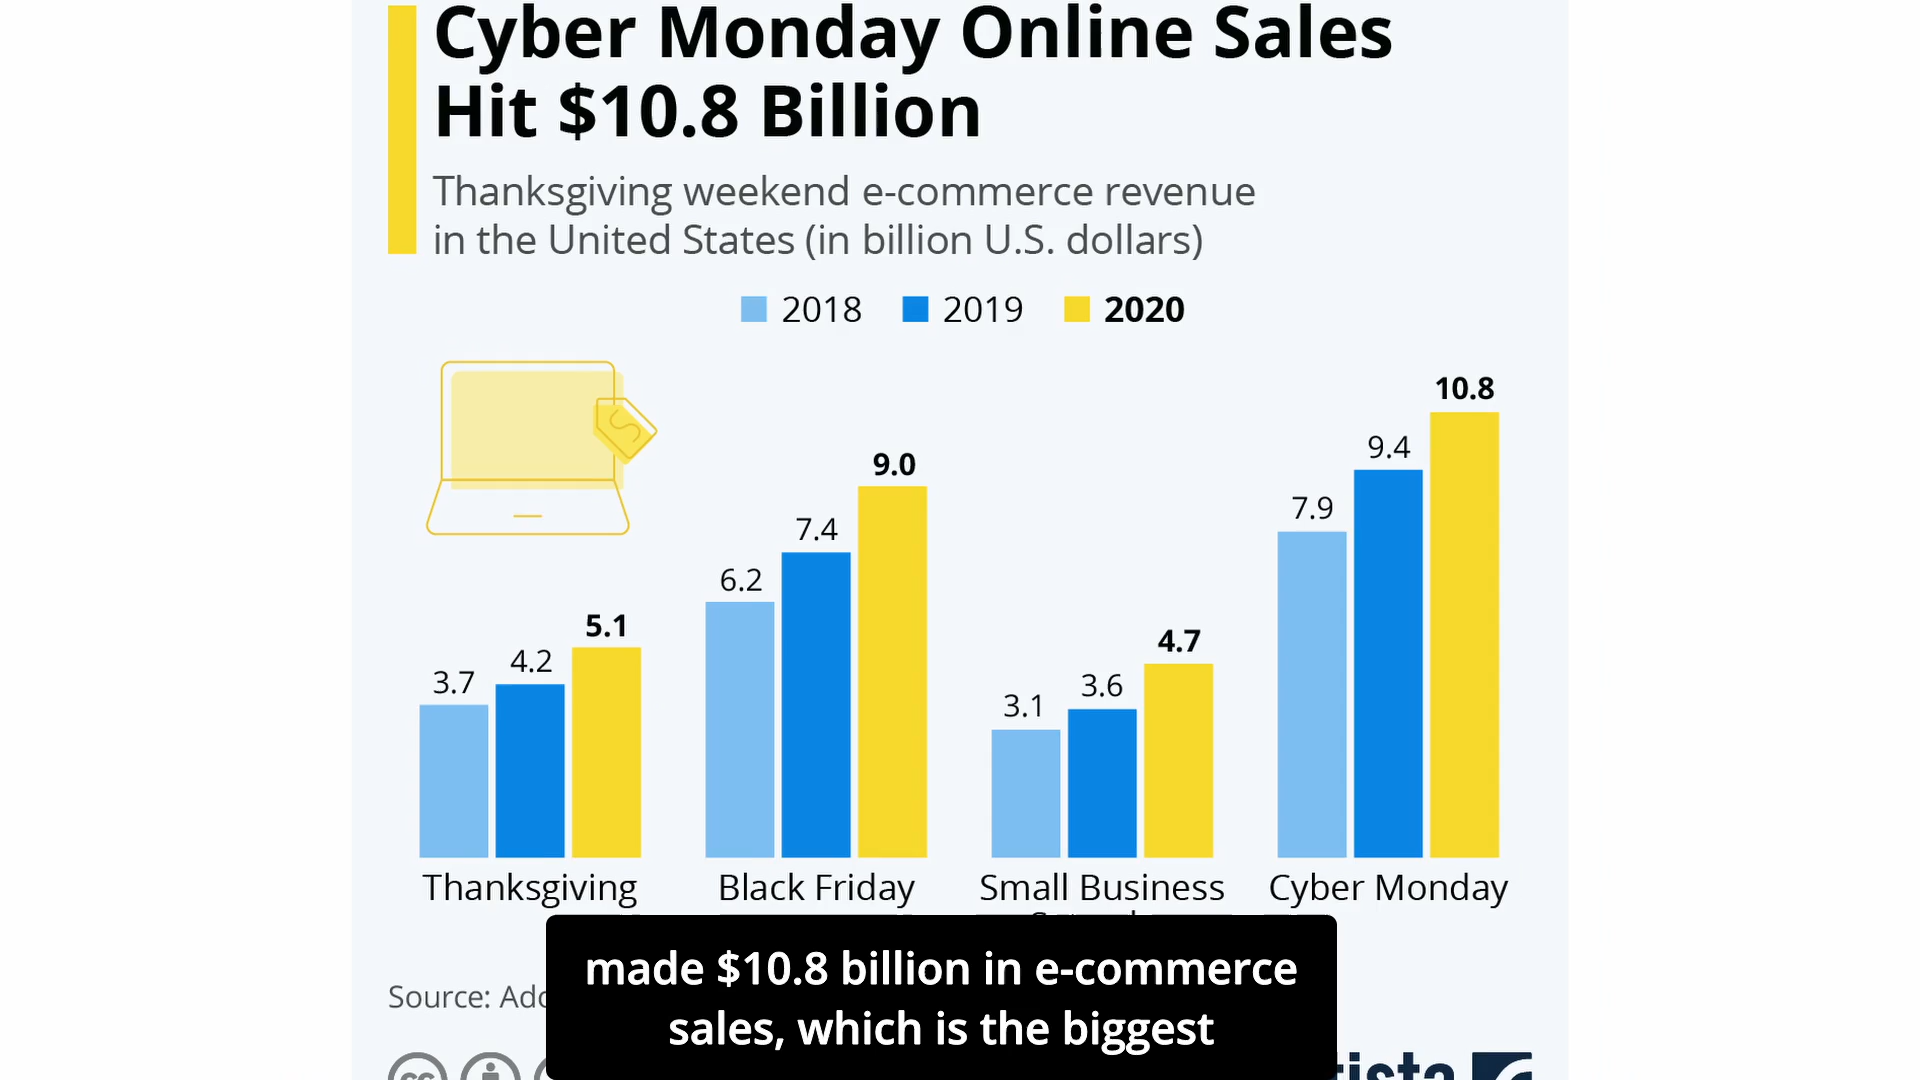 Cyber Monday Online Sales
Hit $10.8 Billion
Thanksgiving weekend e-commerce revenue
in the United States (in billion U.S. dollars)
2018 2019 2020
3.7 4.2 5.1
6.2 7.4 9.0
3.1 3.6 4.7
7.9 9.4 10.8
Thanksgiving Black Friday Small Business Cyber Monday
Source:
made $10.8 billion in e-commerce
sales, which is the biggest